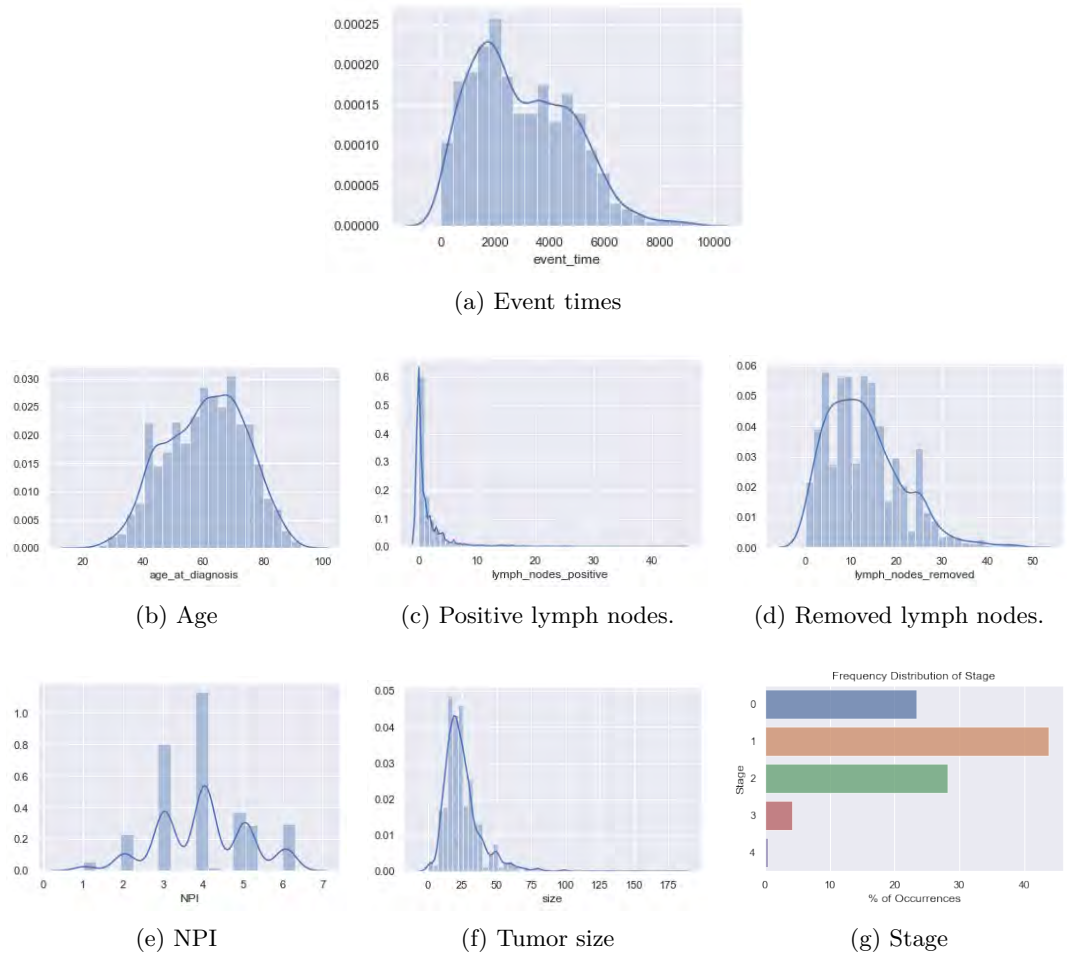 0.00025
0.00020
0.00015
0.00010
0.00005
0.00000
0 2000 4000 6000 8000 10000
event_time
(a) Event times
0.030
0.025
0.020
0.015
0.010
0.005
0.000
20 40 60 80 100
age_at_diagnosis
(b) Age
0.6
0.5
0.4
0.3
0.2
0.1
0.0
0 10 20 30 40
lymph_nodes_positive
(c) Positive lymph nodes.
0.06
0.05
0.04
0.03
0.02
0.01
0.00
0 10 20 30 40 50
lymph_nodes_removed
(d) Removed lymph nodes.
1.0
0.8
0.6
0.4
0.2
0.0
0 1 2 3 4 5 6 7
NPI
(e) NPI
0.05
0.04
0.03
0.02
0.01
0.00
0 25 50 75 100 125 150 175
size
(f) Tumor size
Frequency Distribution of Stage
Stage
0
1
2
3
4
0 10 20 30 40
% of Occurrences
(g) Stage